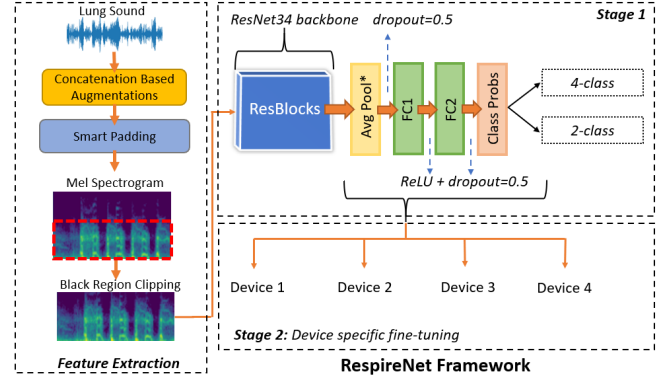 Lung Sound
Concatenation Based
Augmentations
Smart Padding
Mel Spectrogram
Black Region Clipping
Feature Extraction
ResNet34 backbone
dropout=0.5
Stage 1
ResBlocks
Avg Pool*
FC1
FC2
Class Probs
4-class
2-class
ReLU + dropout=0.5
Device 1
Device 2
Device 3
Device 4
Stage 2: Device specific fine-tuning
RespireNet Framework